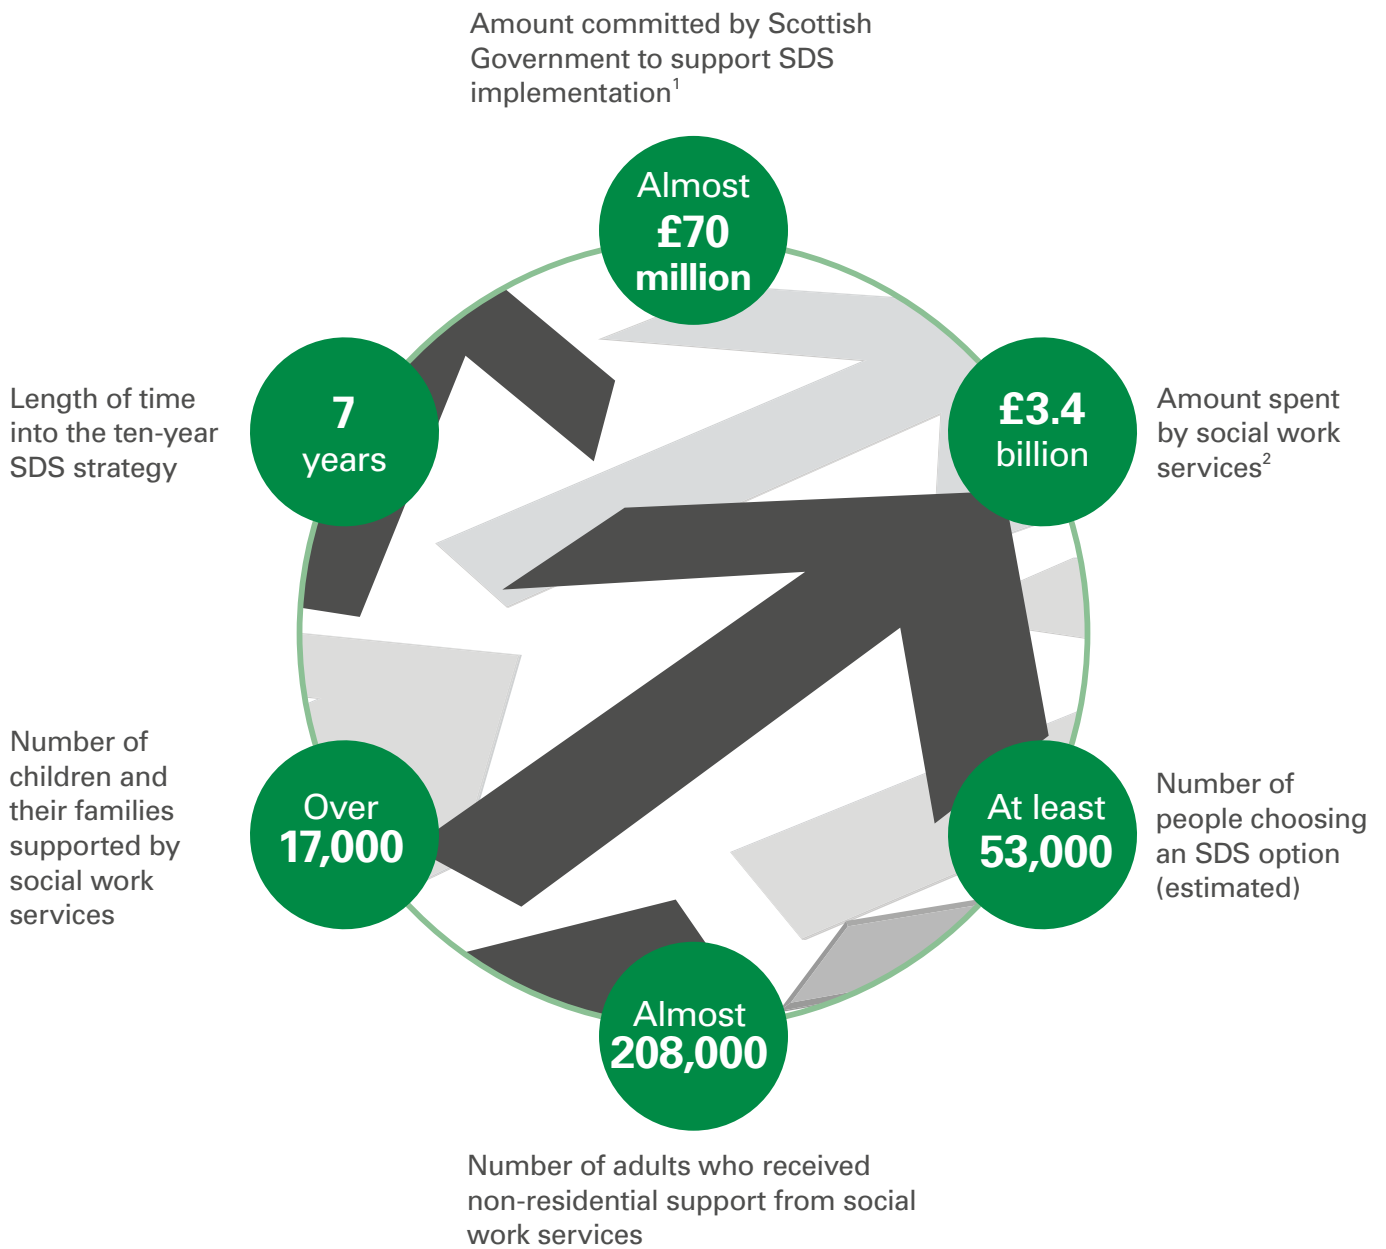 Amount committed by Scottish
Government to support SDS
implementation¹
Almost
£70
million
£3.4
billion
Amount spent
by social work
services²
At least
53,000
Number of
people choosing
an SDS option
(estimated)
Almost
208,000
Number of adults who received
non-residential support from social
work services
Over
17,000
Number of
children and
their families
supported by
social work
services
7
years
Length of time
into the ten-year
SDS strategy